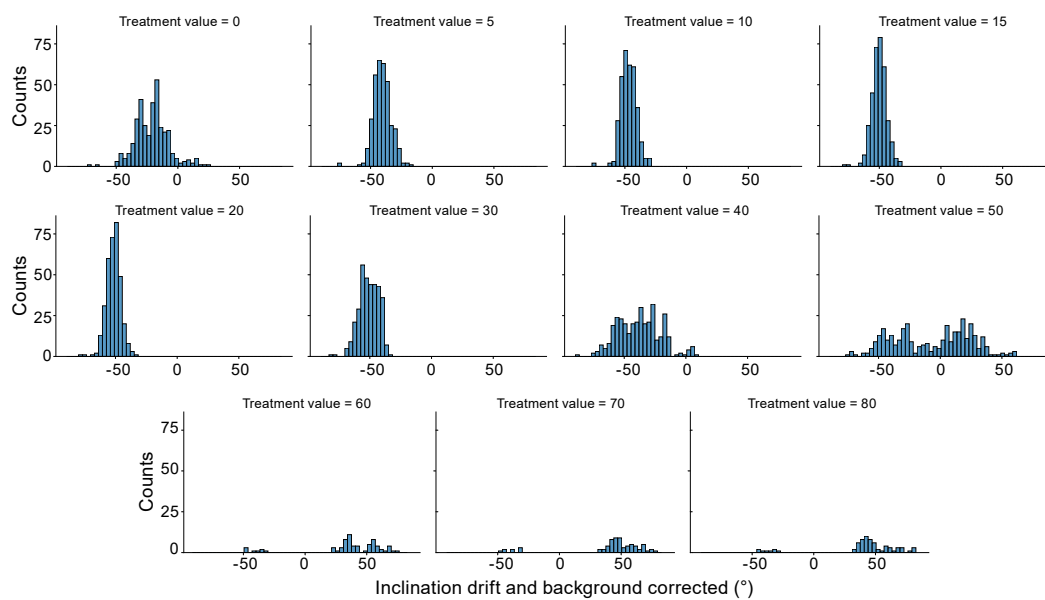 Treatment value = 0 Treatment value = 5 Treatment value = 10 Treatment value = 15
Counts
75
50
25
0
-50 0 50 -50 0 50 -50 0 50 -50 0 50
Treatment value = 20 Treatment value = 30 Treatment value = 40 Treatment value = 50
Counts
75
50
25
0
-50 0 50 -50 0 50 -50 0 50 -50 0 50
Treatment value = 60 Treatment value = 70 Treatment value = 80
Counts
75
50
25
0
-50 0 50 -50 0 50 -50 0 50
Inclination drift and background corrected (°)